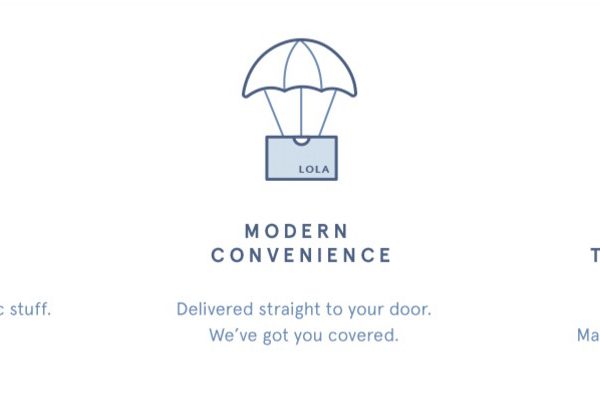 LOLA
MODERN
CONVENIENCE
T
c stuff.
Delivered straight to your door.
We’ve got you covered.
Ma